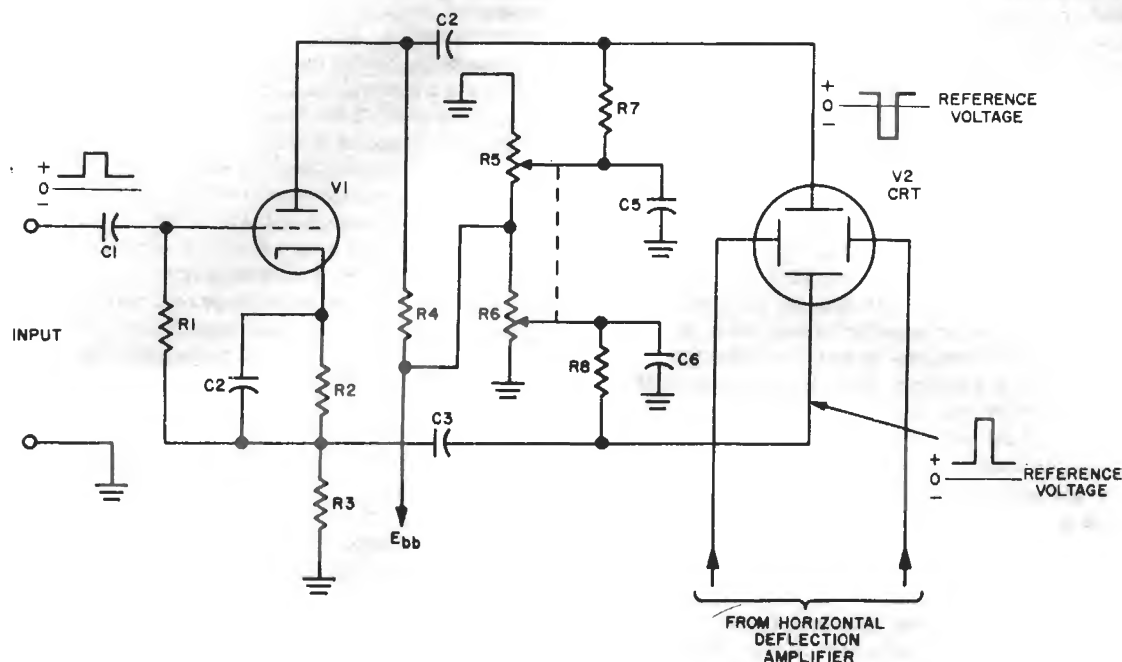 C2
+
0
-
REFERENCE
VOLTAGE
R7
+
0
-
R5
V1
V2
CRT
C5
C1
R1
R4
R6
INPUT
C2
R2
R8
C6
C3
+
0
-
REFERENCE
VOLTAGE
R3
Ebb
FROM HORIZONTAL
DEFLECTION
AMPLIFIER